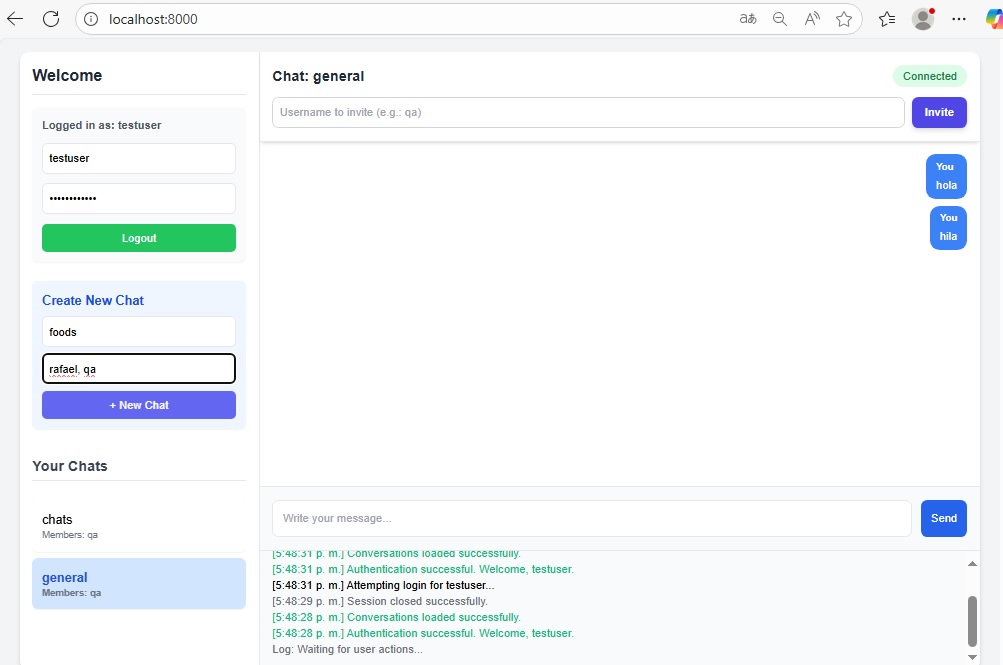 localhost:8000
aあ
Welcome
Logged in as: testuser
testuser
••••••••••••
Logout
Create New Chat
foods
rafael, qa
+ New Chat
Your Chats
chats
Members: qa
general
Members: qa
Chat: general
Connected
Username to invite (e.g.: qa)
Invite
You
hola
You
hila
Write your message...
Send
[5:48:31 p. m.] Conversations loaded successfully.
[5:48:31 p. m.] Authentication successful. Welcome, testuser.
[5:48:31 p. m.] Attempting login for testuser...
[5:48:29 p. m.] Session closed successfully.
[5:48:28 p. m.] Conversations loaded successfully.
[5:48:28 p. m.] Authentication successful. Welcome, testuser.
Log: Waiting for user actions...